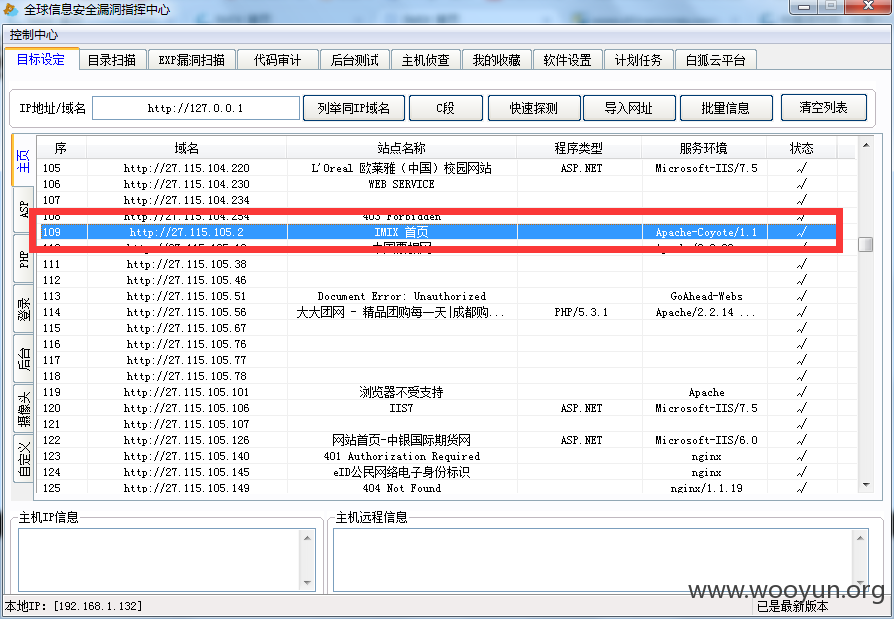 全球信息安全漏洞指挥中心
控制中心
目标设定 目录扫描 EXP漏洞扫描 代码审计 后台测试 主机侦查 我的收藏 软件设置 计划任务 白狐云平台
IP地址/域名 http://127.0.0.1 列举同IP域名 C段 快速探测 导入网址 批量信息 清空列表
主页
ASP
PHP
登录
后台
摄像头
自定义
序 域名 站点名称 程序类型 服务环境 状态
105 http://27.115.104.220 L'Oreal 欧莱雅（中国）校园网站 ASP.NET Microsoft-IIS/7.5 √
106 http://27.115.104.230 WEB SERVICE √
107 http://27.115.104.234 √
108 http://27.115.104.254 403 Forbidden √
109 http://27.115.105.2 IMIX 首页 Apache-Coyote/1.1 √
111 http://27.115.105.38 √
112 http://27.115.105.46 √
113 http://27.115.105.51 Document Error: Unauthorized GoAhead-Webs √
114 http://27.115.105.56 大大团网 - 精品团购每一天|成都购... PHP/5.3.1 Apache/2.2.14 ... √
115 http://27.115.105.67 √
116 http://27.115.105.76 √
117 http://27.115.105.77 √
118 http://27.115.105.78 √
119 http://27.115.105.101 浏览器不受支持 Apache √
120 http://27.115.105.106 IIS7 ASP.NET Microsoft-IIS/7.5 √
121 http://27.115.105.107 √
122 http://27.115.105.126 网站首页-中银国际期货网 ASP.NET Microsoft-IIS/6.0 √
123 http://27.115.105.140 401 Authorization Required nginx √
124 http://27.115.105.145 eID公民网络电子身份标识 nginx √
125 http://27.115.105.149 404 Not Found nginx/1.1.19 √
主机IP信息 主机远程信息
www.wooyun.org
本地IP: [192.168.1.132] 已是最新版本